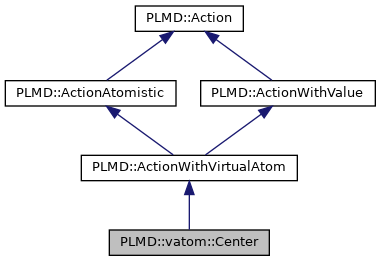 PLMD::Action
PLMD::ActionAtomistic
PLMD::ActionWithValue
PLMD::ActionWithVirtualAtom
PLMD::vatom::Center